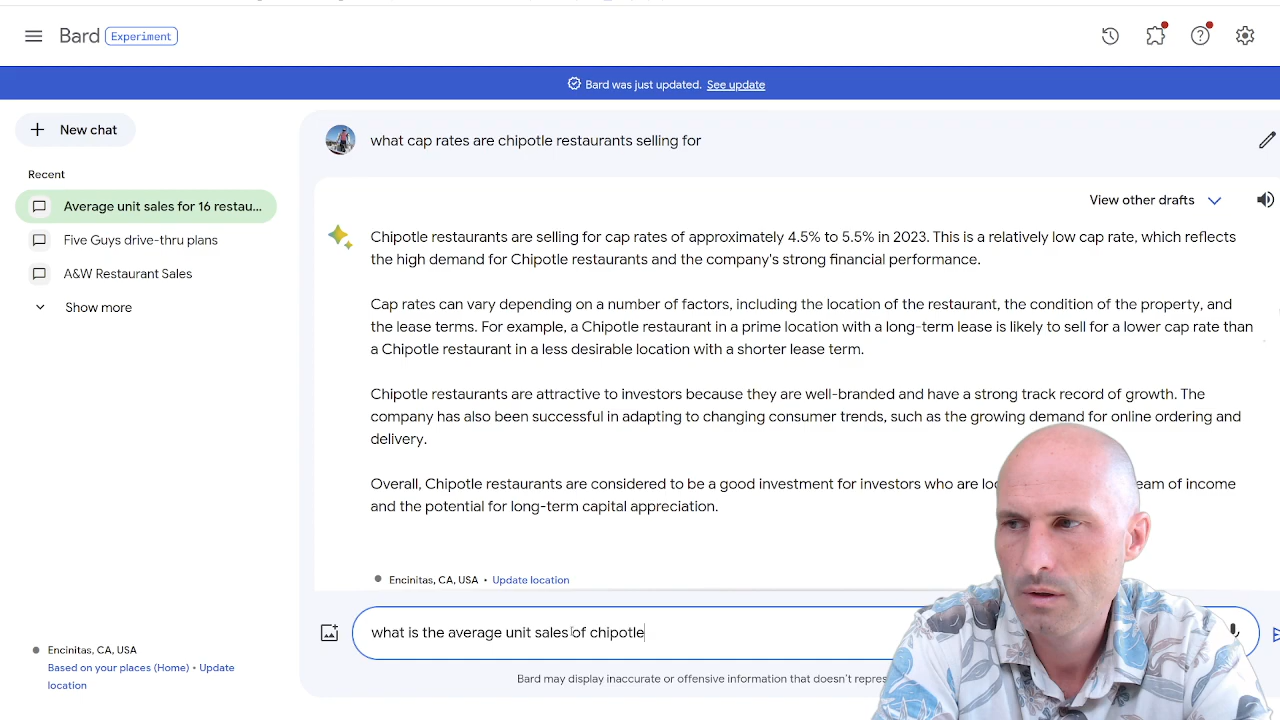 Bard Experiment
Bard was just updated. See update
New chat
Recent
Average unit sales for 16 restau...
Five Guys drive-thru plans
A&W Restaurant Sales
Show more
what cap rates are chipotle restaurants selling for
View other drafts
Chipotle restaurants are selling for cap rates of approximately 4.5% to 5.5% in 2023. This is a relatively low cap rate, which reflects
the high demand for Chipotle restaurants and the company's strong financial performance.
Cap rates can vary depending on a number of factors, including the location of the restaurant, the condition of the property, and
the lease terms. For example, a Chipotle restaurant in a prime location with a long-term lease is likely to sell for a lower cap rate than
a Chipotle restaurant in a less desirable location with a shorter lease term.
Chipotle restaurants are attractive to investors because they are well-branded and have a strong track record of growth. The
company has also been successful in adapting to changing consumer trends, such as the growing demand for online ordering and
delivery.
Overall, Chipotle restaurants are considered to be a good investment for investors who are of income
and the potential for long-term capital appreciation.
Encinitas, CA, USA • Update location
what is the average unit sales of chipotle
Bard may display inaccurate or offensive information that doesn't
Encinitas, CA, USA
Based on your places (Home) • Update
location